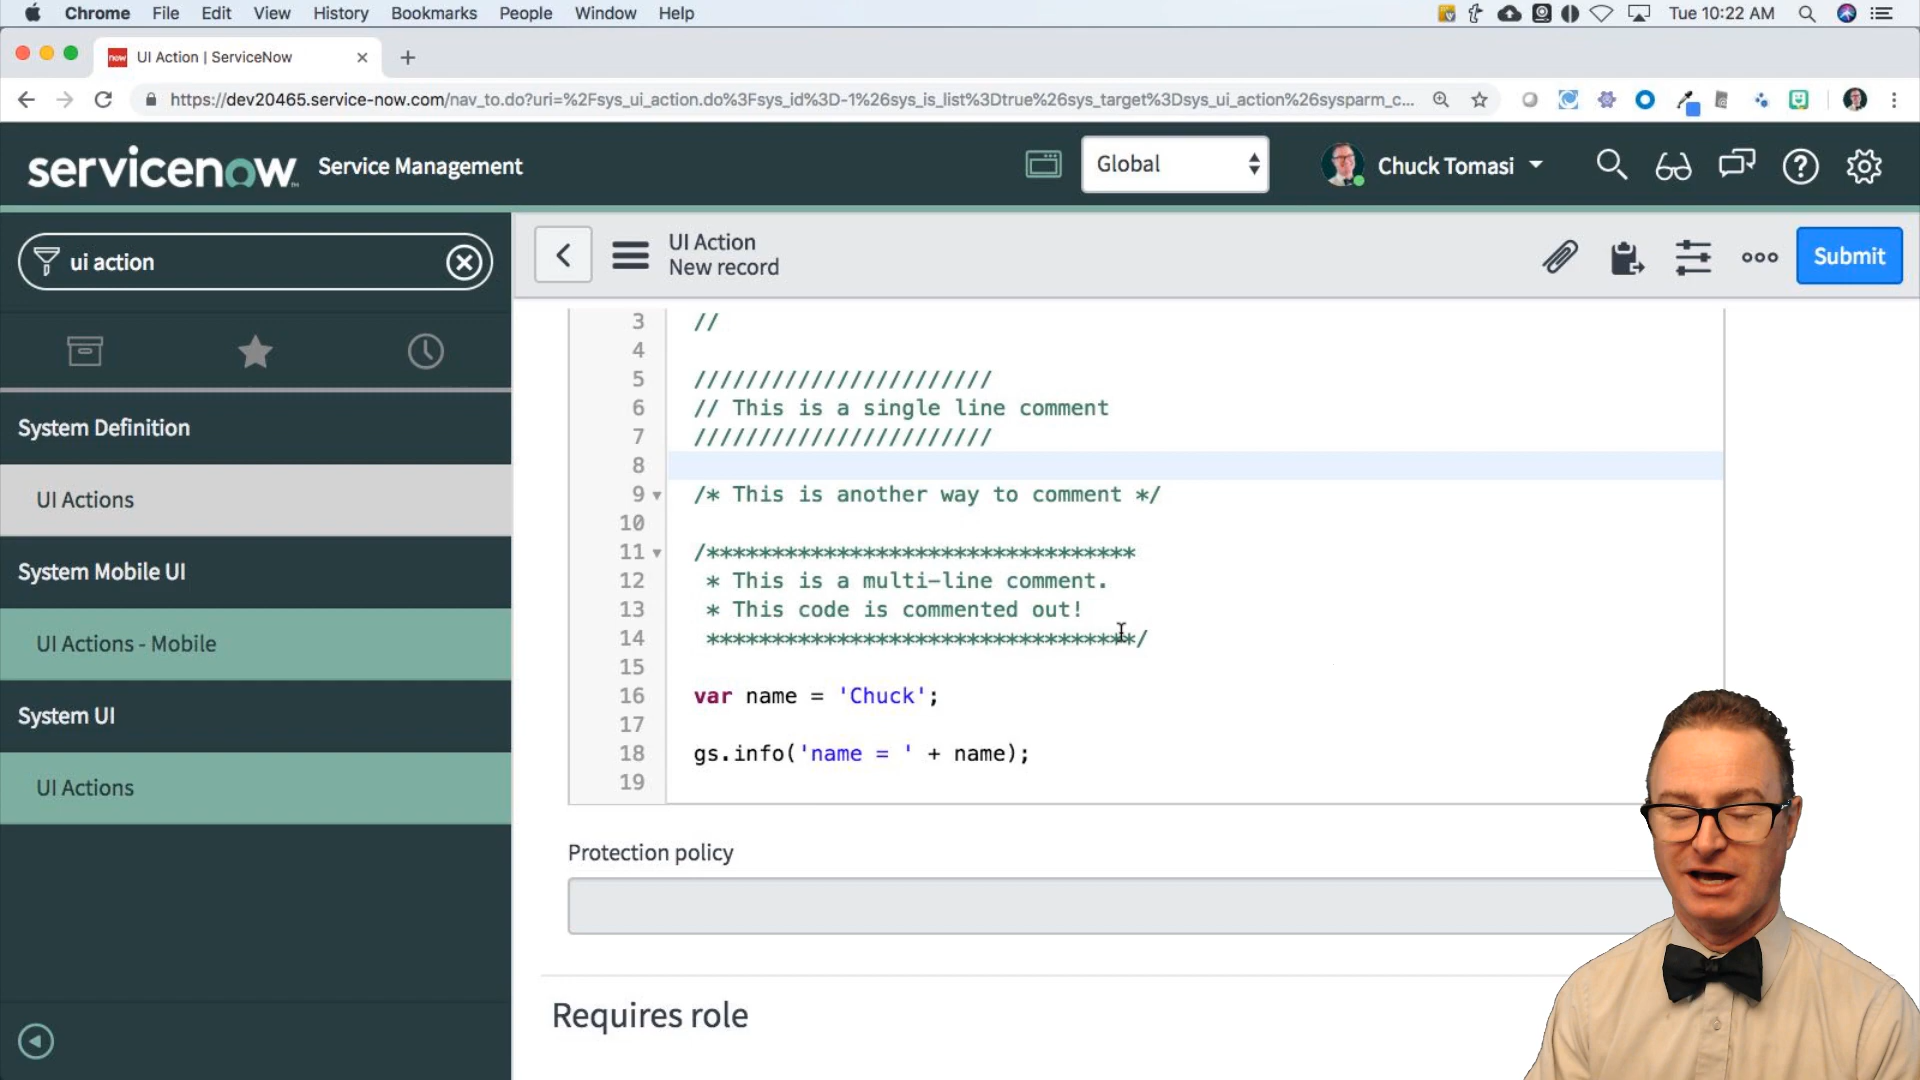 Chrome File Edit View History Bookmarks People Window Help Tue 10:22 AM
now UI Action | ServiceNow
https://dev20465.service-now.com/nav_to.do?uri=%2Fsys_ui_action.do%3Fsys_id%3D-1%26sys_is_list%3Dtrue%26sys_target%3Dsys_ui_action%26sysparm_c...
servicenow Service Management Global Chuck Tomasi
ui action
System Definition
UI Actions
System Mobile UI
UI Actions - Mobile
System UI
UI Actions
UI Action
New record
Submit
3 //
4
5 ///////////////////////
6 // This is a single line comment
7 ///////////////////////
8
9 /* This is another way to comment */
10
11 /*********************************
12 * This is a multi-line comment.
13 * This code is commented out!
14 *********************************/
15
16 var name = 'Chuck';
17
18 gs.info('name = ' + name);
19
Protection policy
Requires role